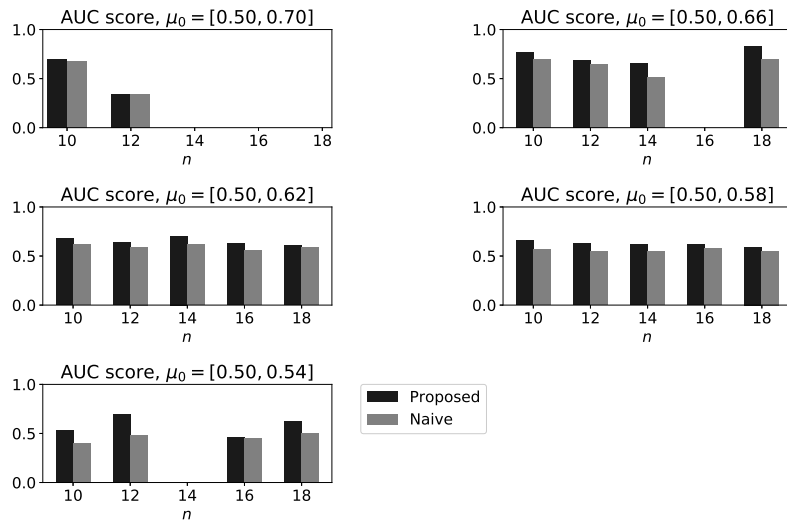 AUC score, μ₀ = [0.50, 0.70]
1.0
0.5
0.0
10 12 14 16 18
n
AUC score, μ₀ = [0.50, 0.66]
1.0
0.5
0.0
10 12 14 16 18
n
AUC score, μ₀ = [0.50, 0.62]
1.0
0.5
0.0
10 12 14 16 18
n
AUC score, μ₀ = [0.50, 0.58]
1.0
0.5
0.0
10 12 14 16 18
n
AUC score, μ₀ = [0.50, 0.54]
1.0
0.5
0.0
10 12 14 16 18
n
Proposed
Naive